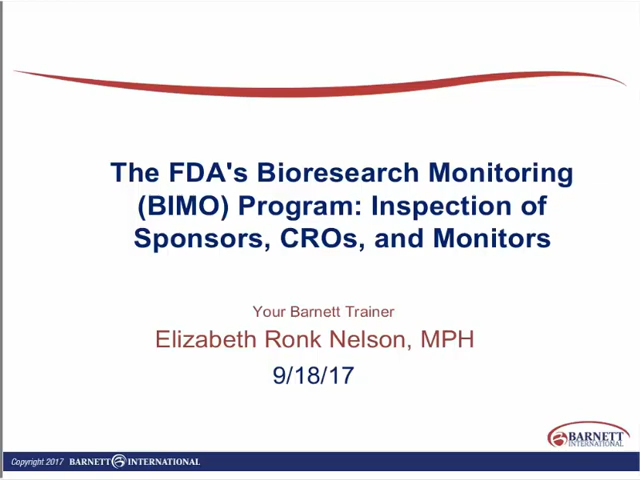 The FDA's Bioresearch Monitoring
(BIMO) Program: Inspection of
Sponsors, CROs, and Monitors
Your Barnett Trainer
Elizabeth Ronk Nelson, MPH
9/18/17
BARNETT
INTERNATIONAL
Copyright 2017 BARNETT INTERNATIONAL